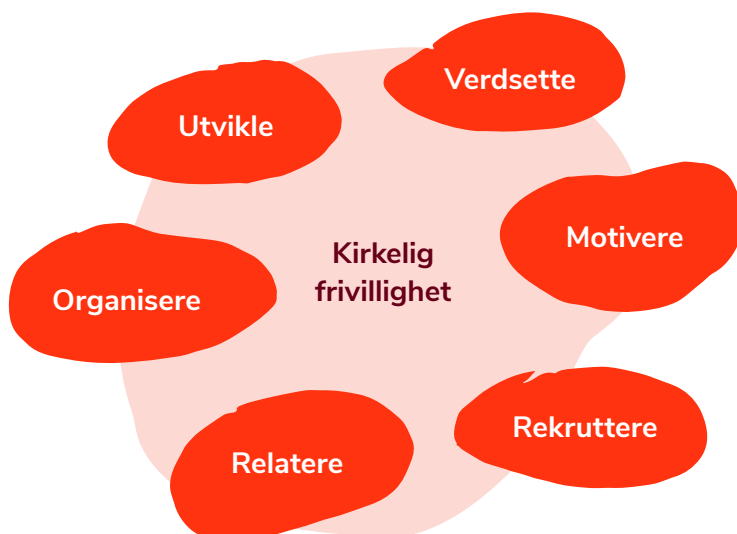 Verdsette
Utvikle
Motivere
Kirkelig
frivillighet
Organisere
Rekruttere
Relatere